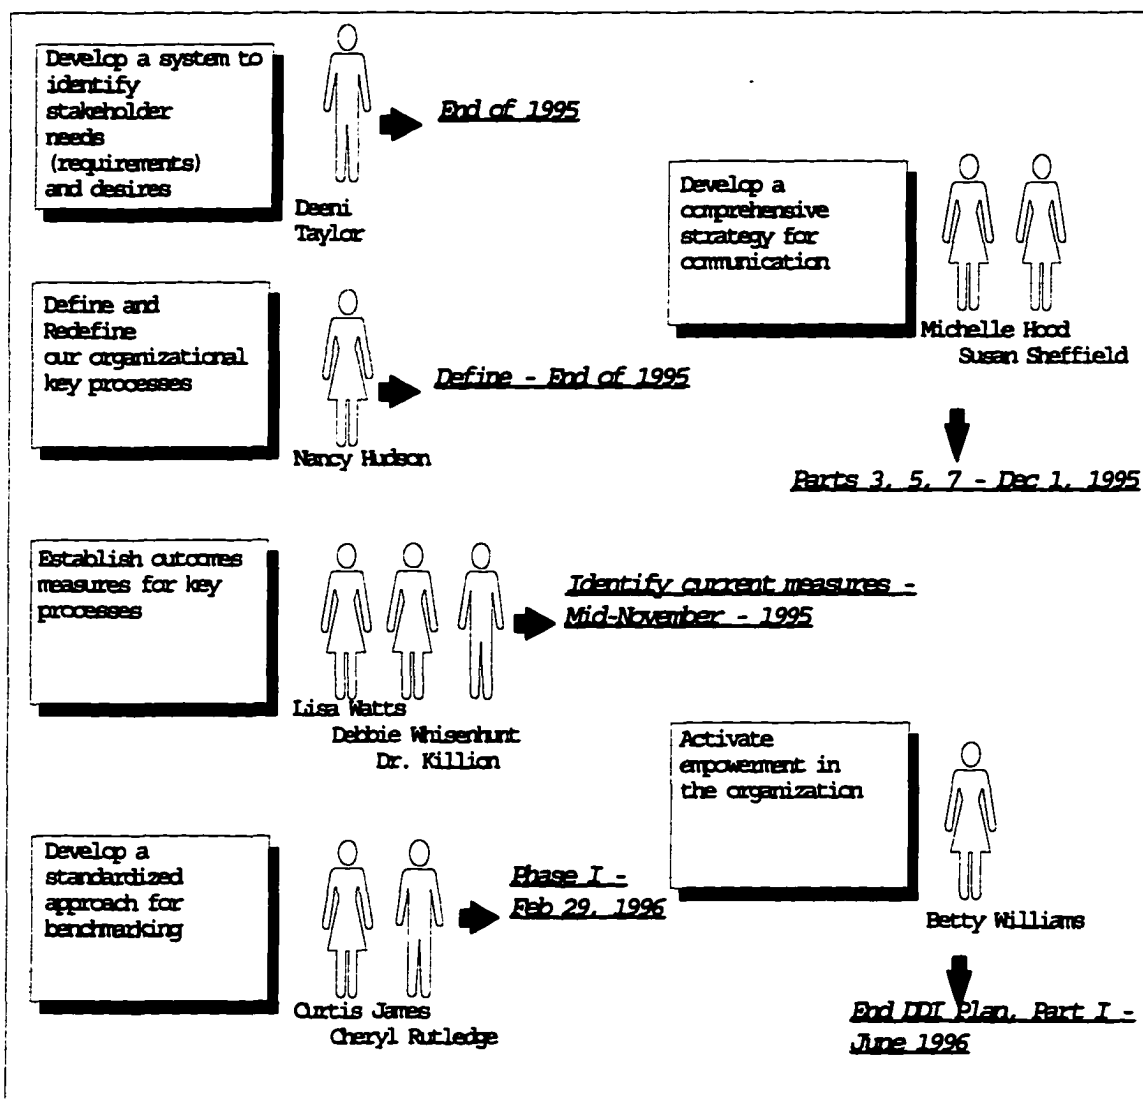 Develop a system to
identify
stakeholder
needs
(requirements)
and desires
Deeni
Taylor
End of 1995
Define and
Redefine
our organizational
key processes
Nancy Hudson
Define - End of 1995
Establish outcomes
measures for key
processes
Lisa Watts
Debbie Whisenhunt
Dr. Killion
Identify current measures -
Mid-November - 1995
Develop a
standardized
approach for
benchmarking
Curtis James
Cheryl Rutledge
Phase I -
Feb 29, 1996
Develop a
comprehensive
strategy for
communication
Michelle Hood
Susan Sheffield
Parts 3, 5, 7 - Dec 1, 1995
Activate
empowerment in
the organization
Betty Williams
End DDI Plan, Part I -
June 1996